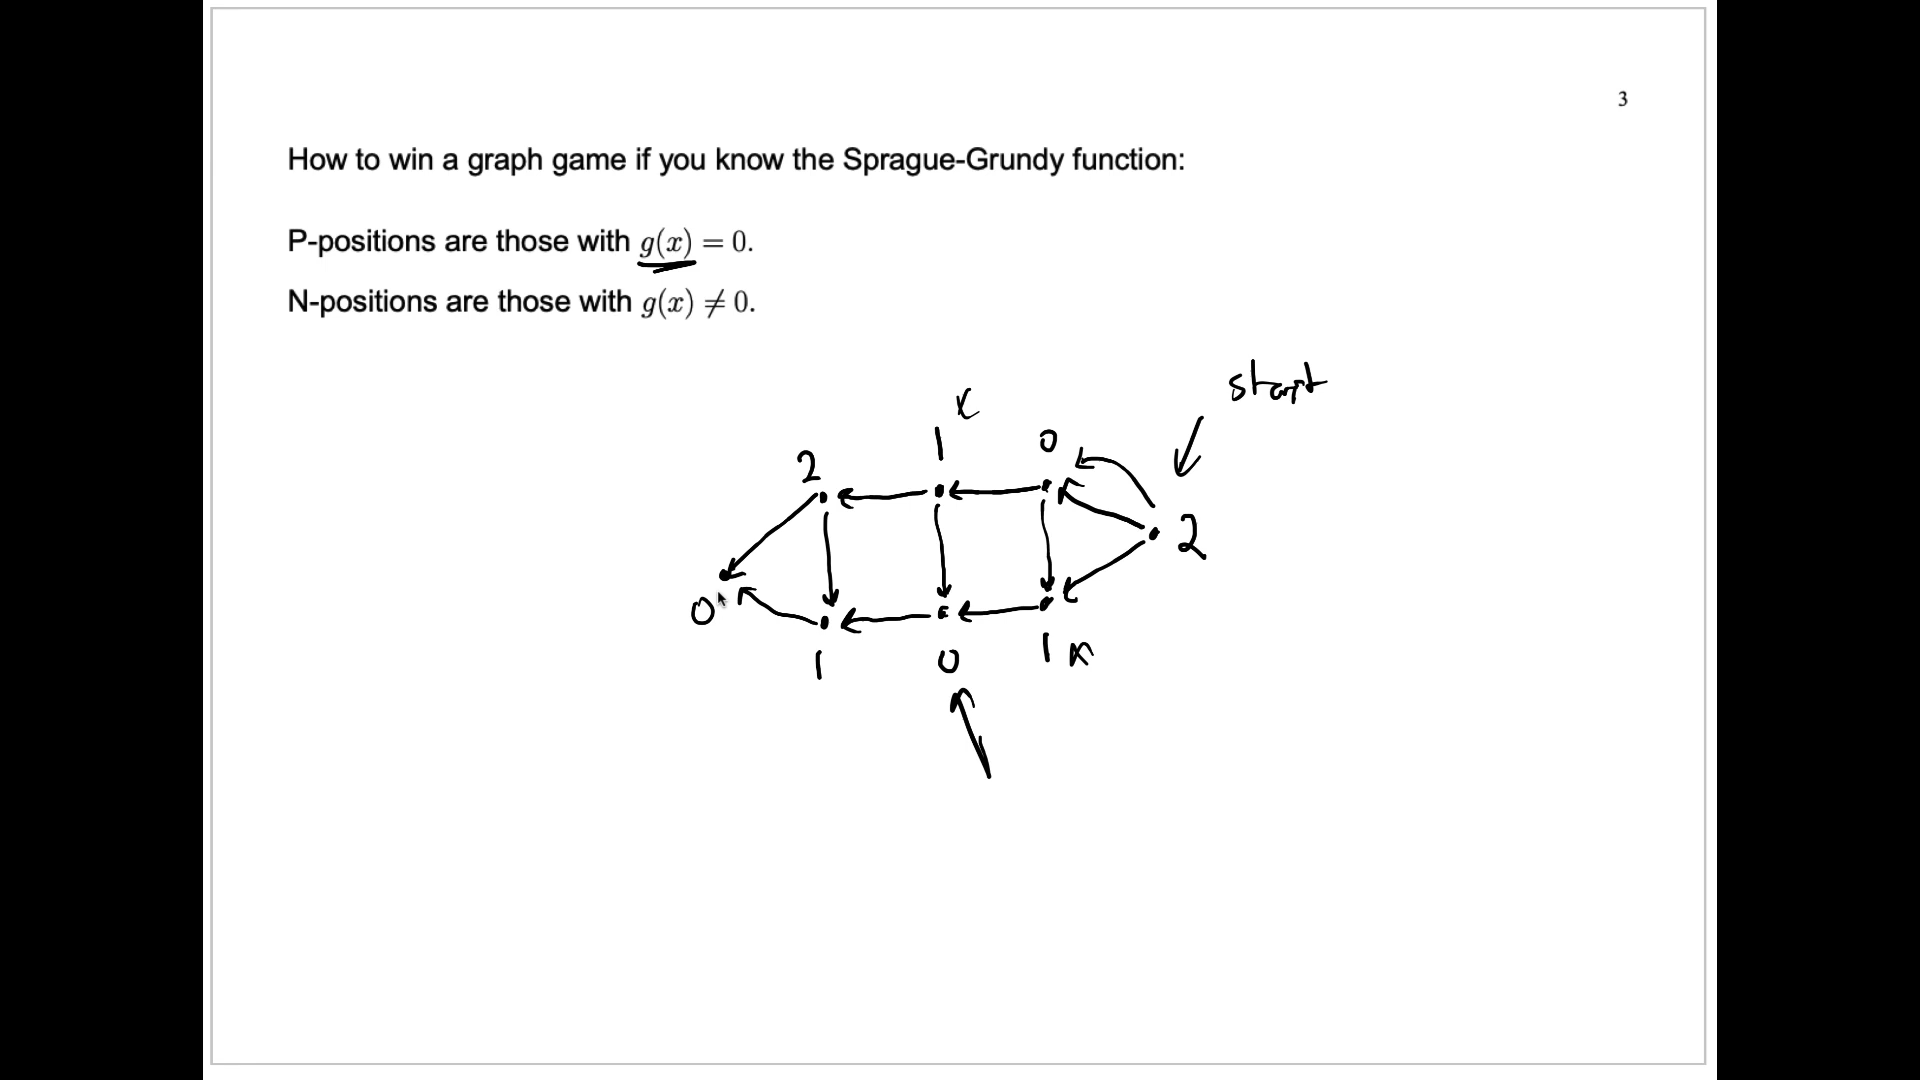 3
How to win a graph game if you know the Sprague-Grundy function:
P-positions are those with g(x) = 0.
N-positions are those with g(x) ≠ 0.
start
x
2 1 0
2
0
1 0 1 x